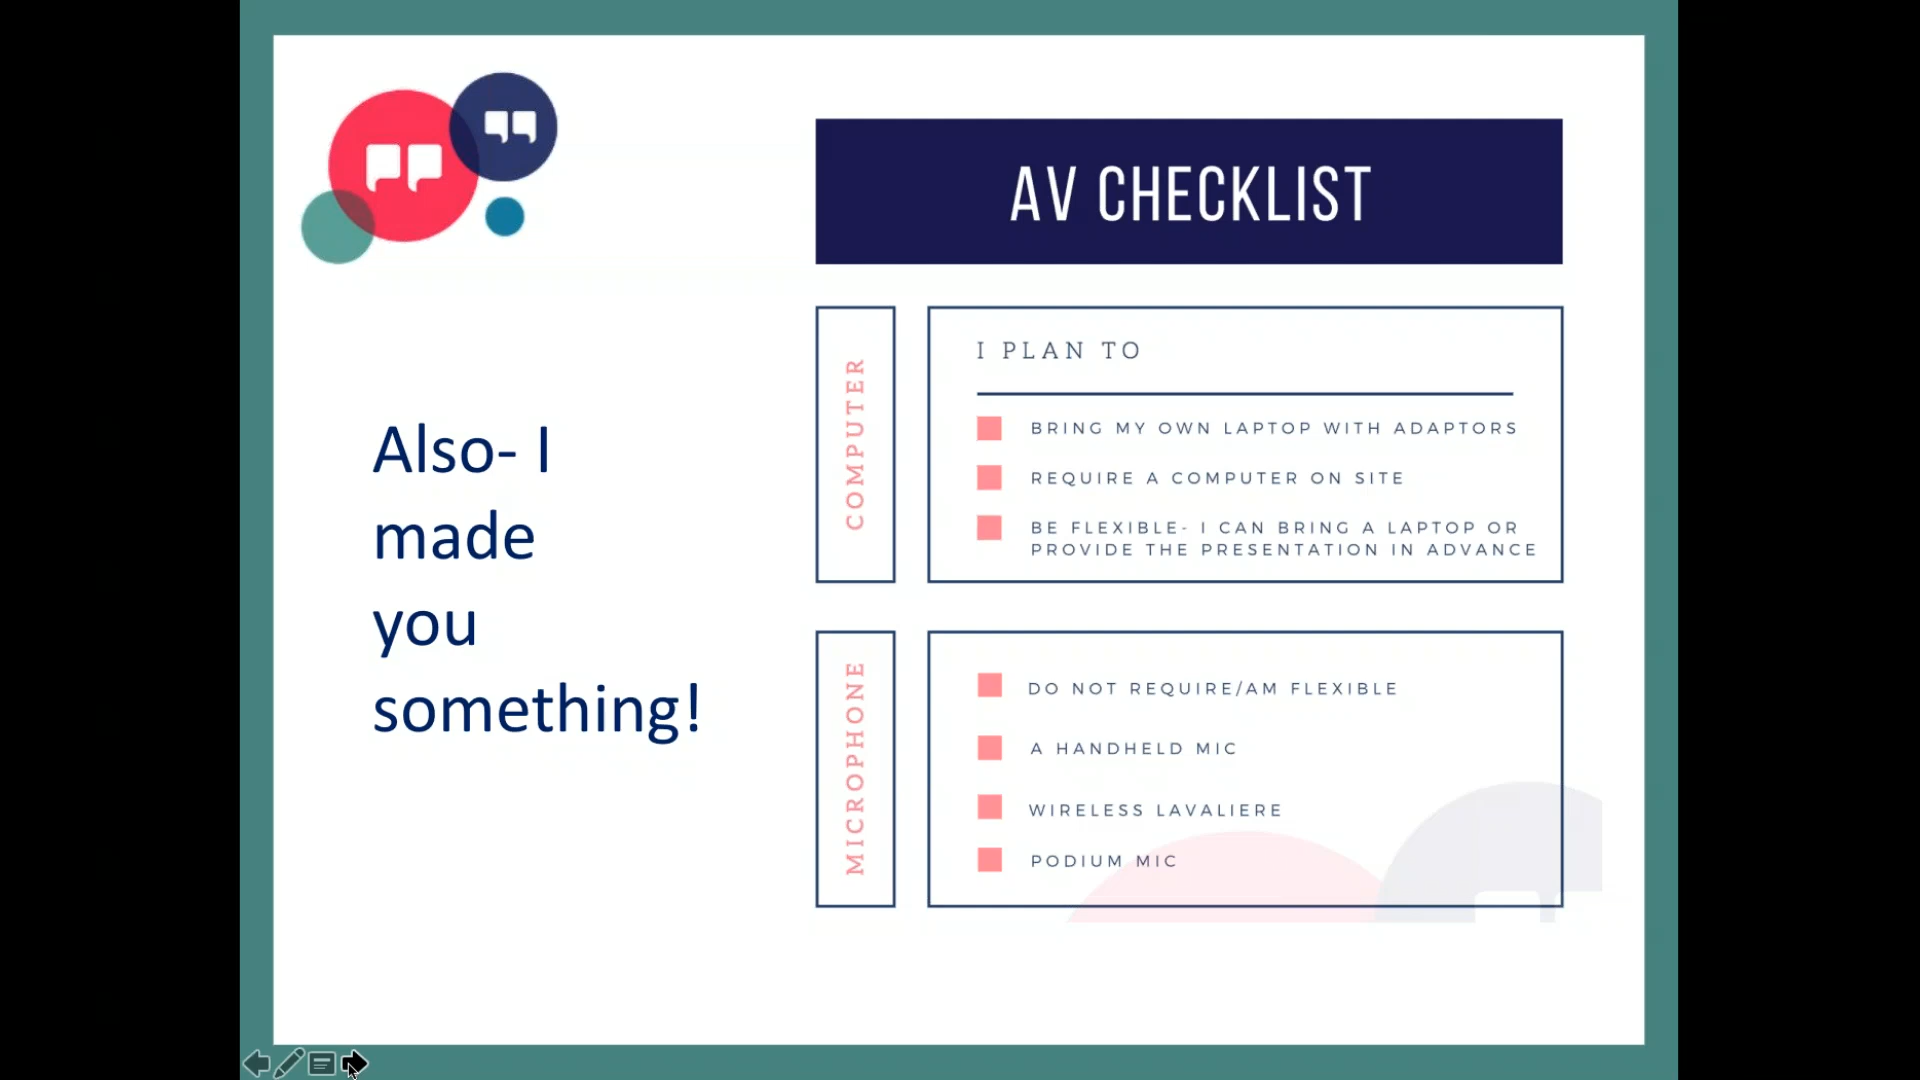 Also- I
made
you
something!
AV CHECKLIST
COMPUTER
I PLAN TO
BRING MY OWN LAPTOP WITH ADAPTORS
REQUIRE A COMPUTER ON SITE
BE FLEXIBLE- I CAN BRING A LAPTOP OR
PROVIDE THE PRESENTATION IN ADVANCE
MICROPHONE
DO NOT REQUIRE/AM FLEXIBLE
A HANDHELD MIC
WIRELESS LAVALIERE
PODIUM MIC